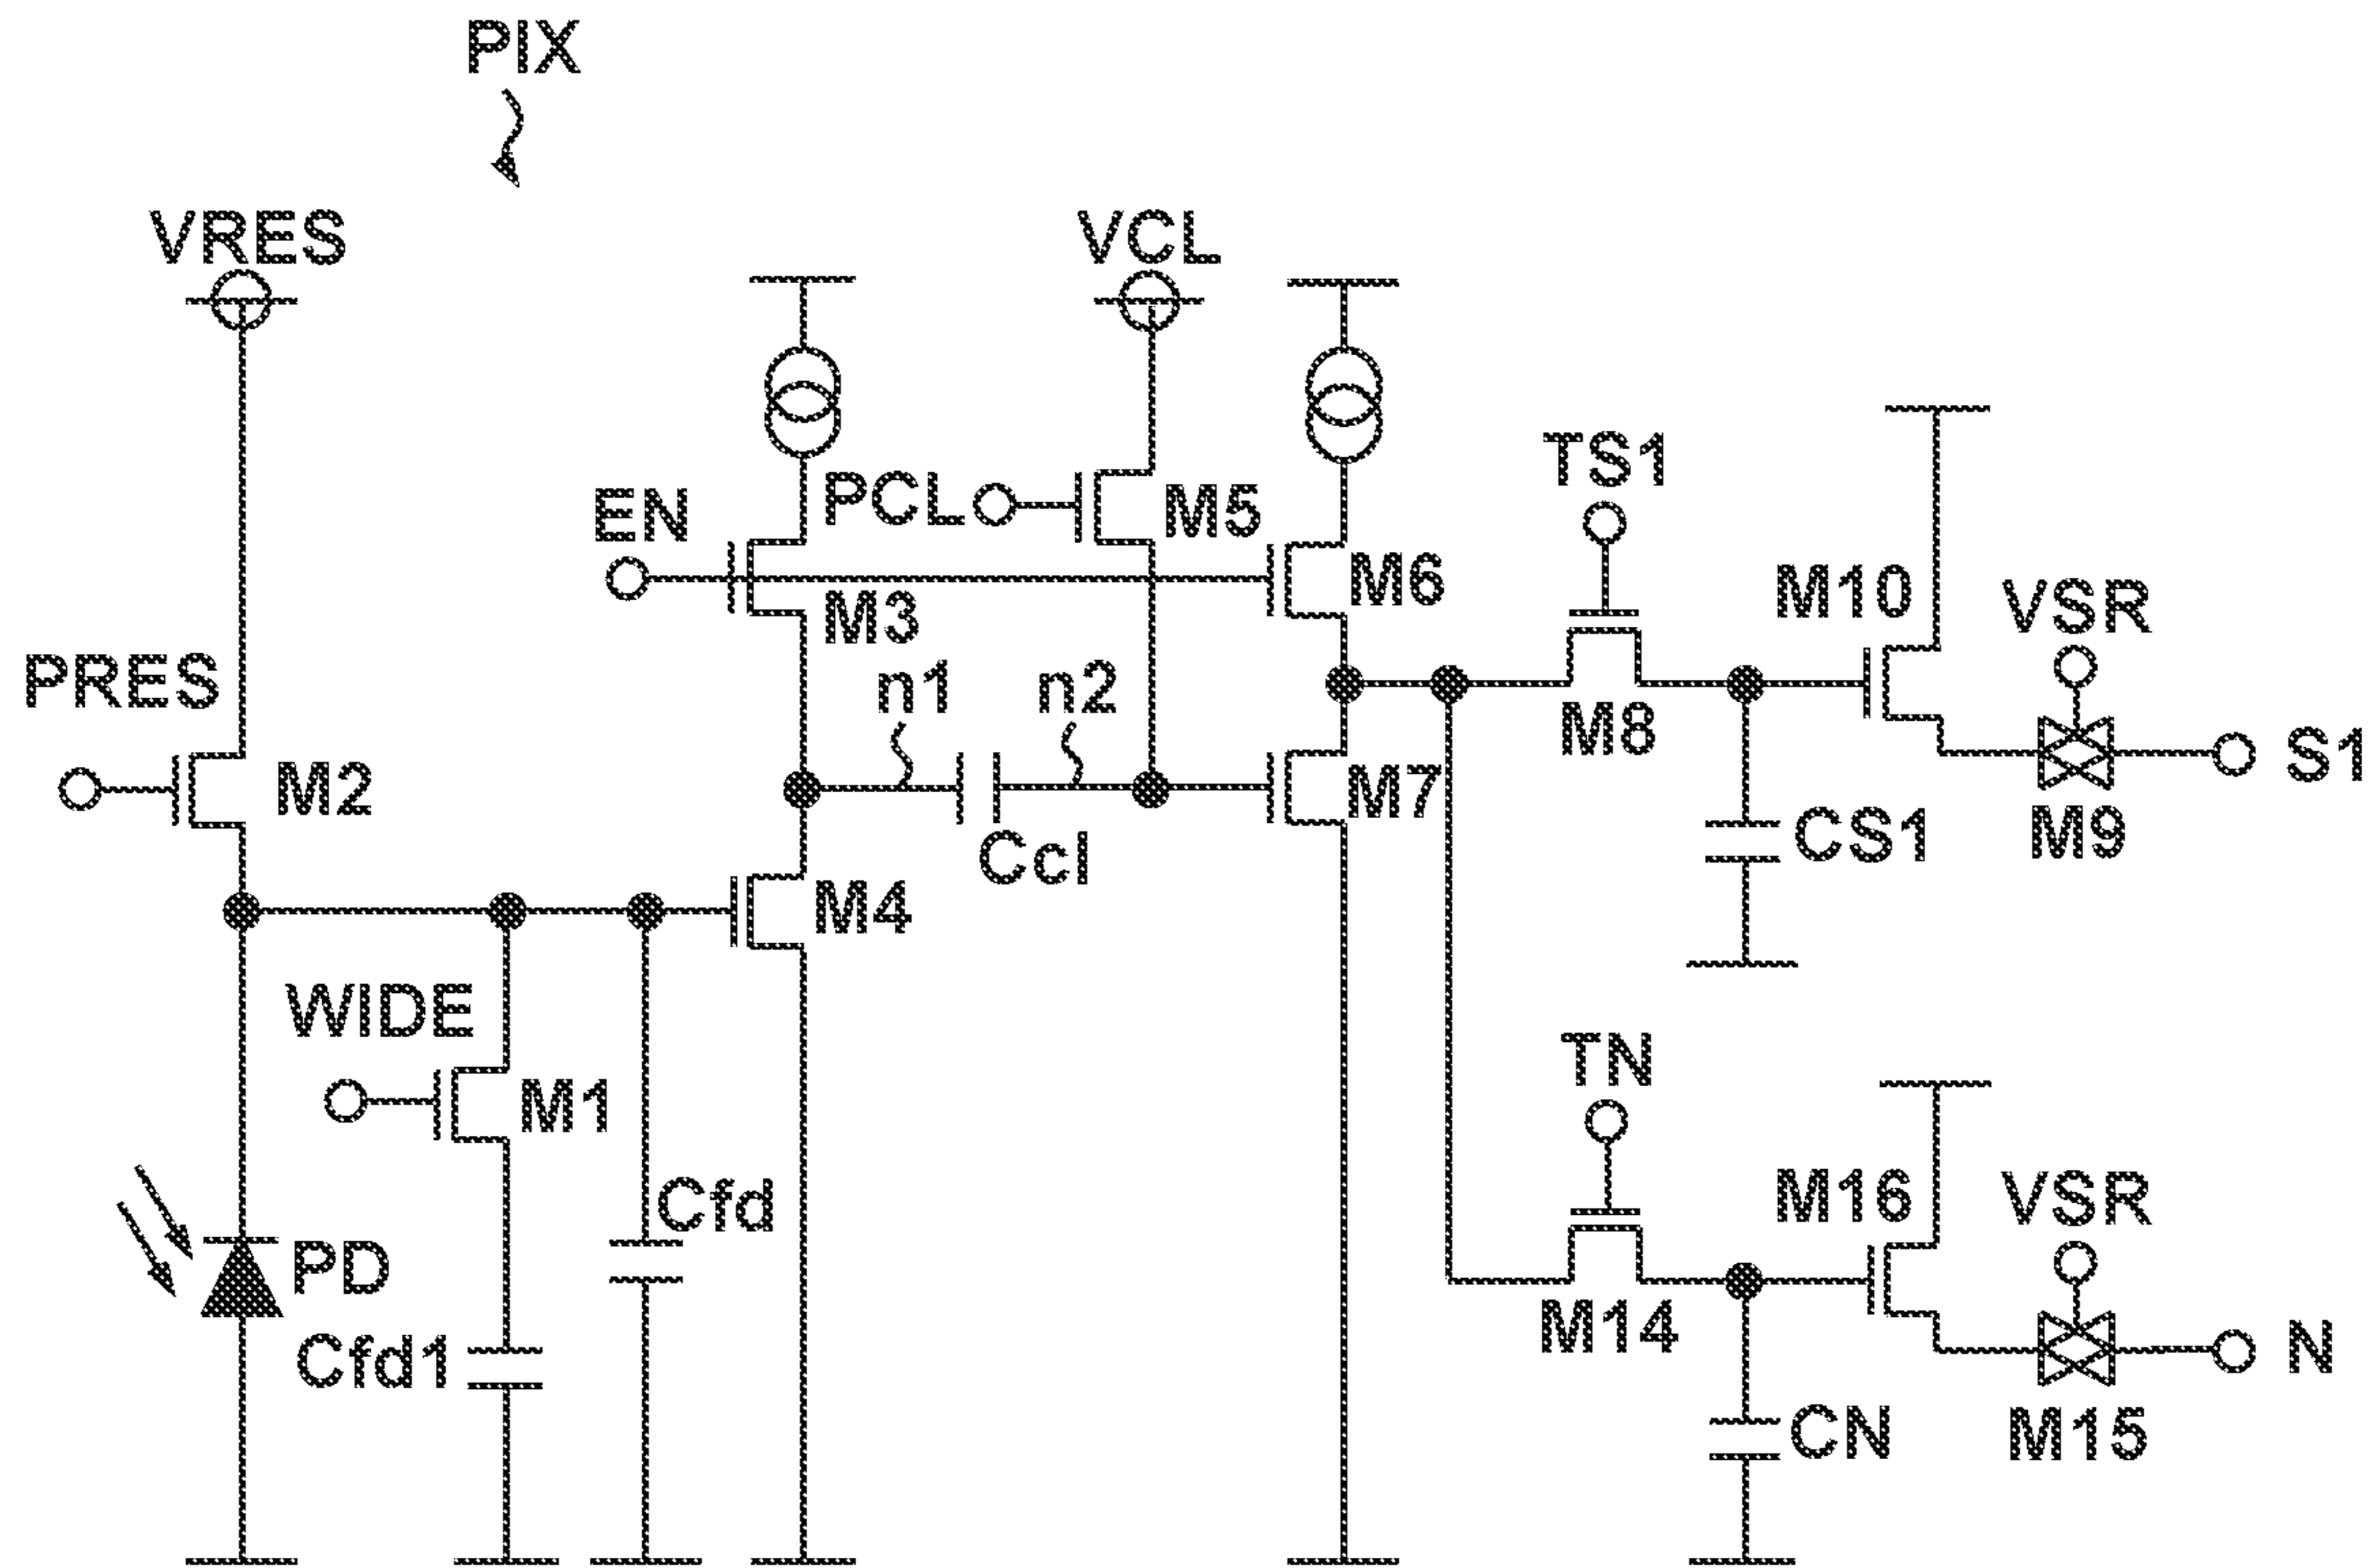 PIX
VRES
VCL
TS1
EN
PCL
M5
M6
M10
VSR
M3
PRES
n1
n2
M8
S1
M2
M7
CS1
M9
Ccl
M4
WIDE
TN
M1
M16
VSR
Cfd
PD
M14
N
Cfd1
CN
M15